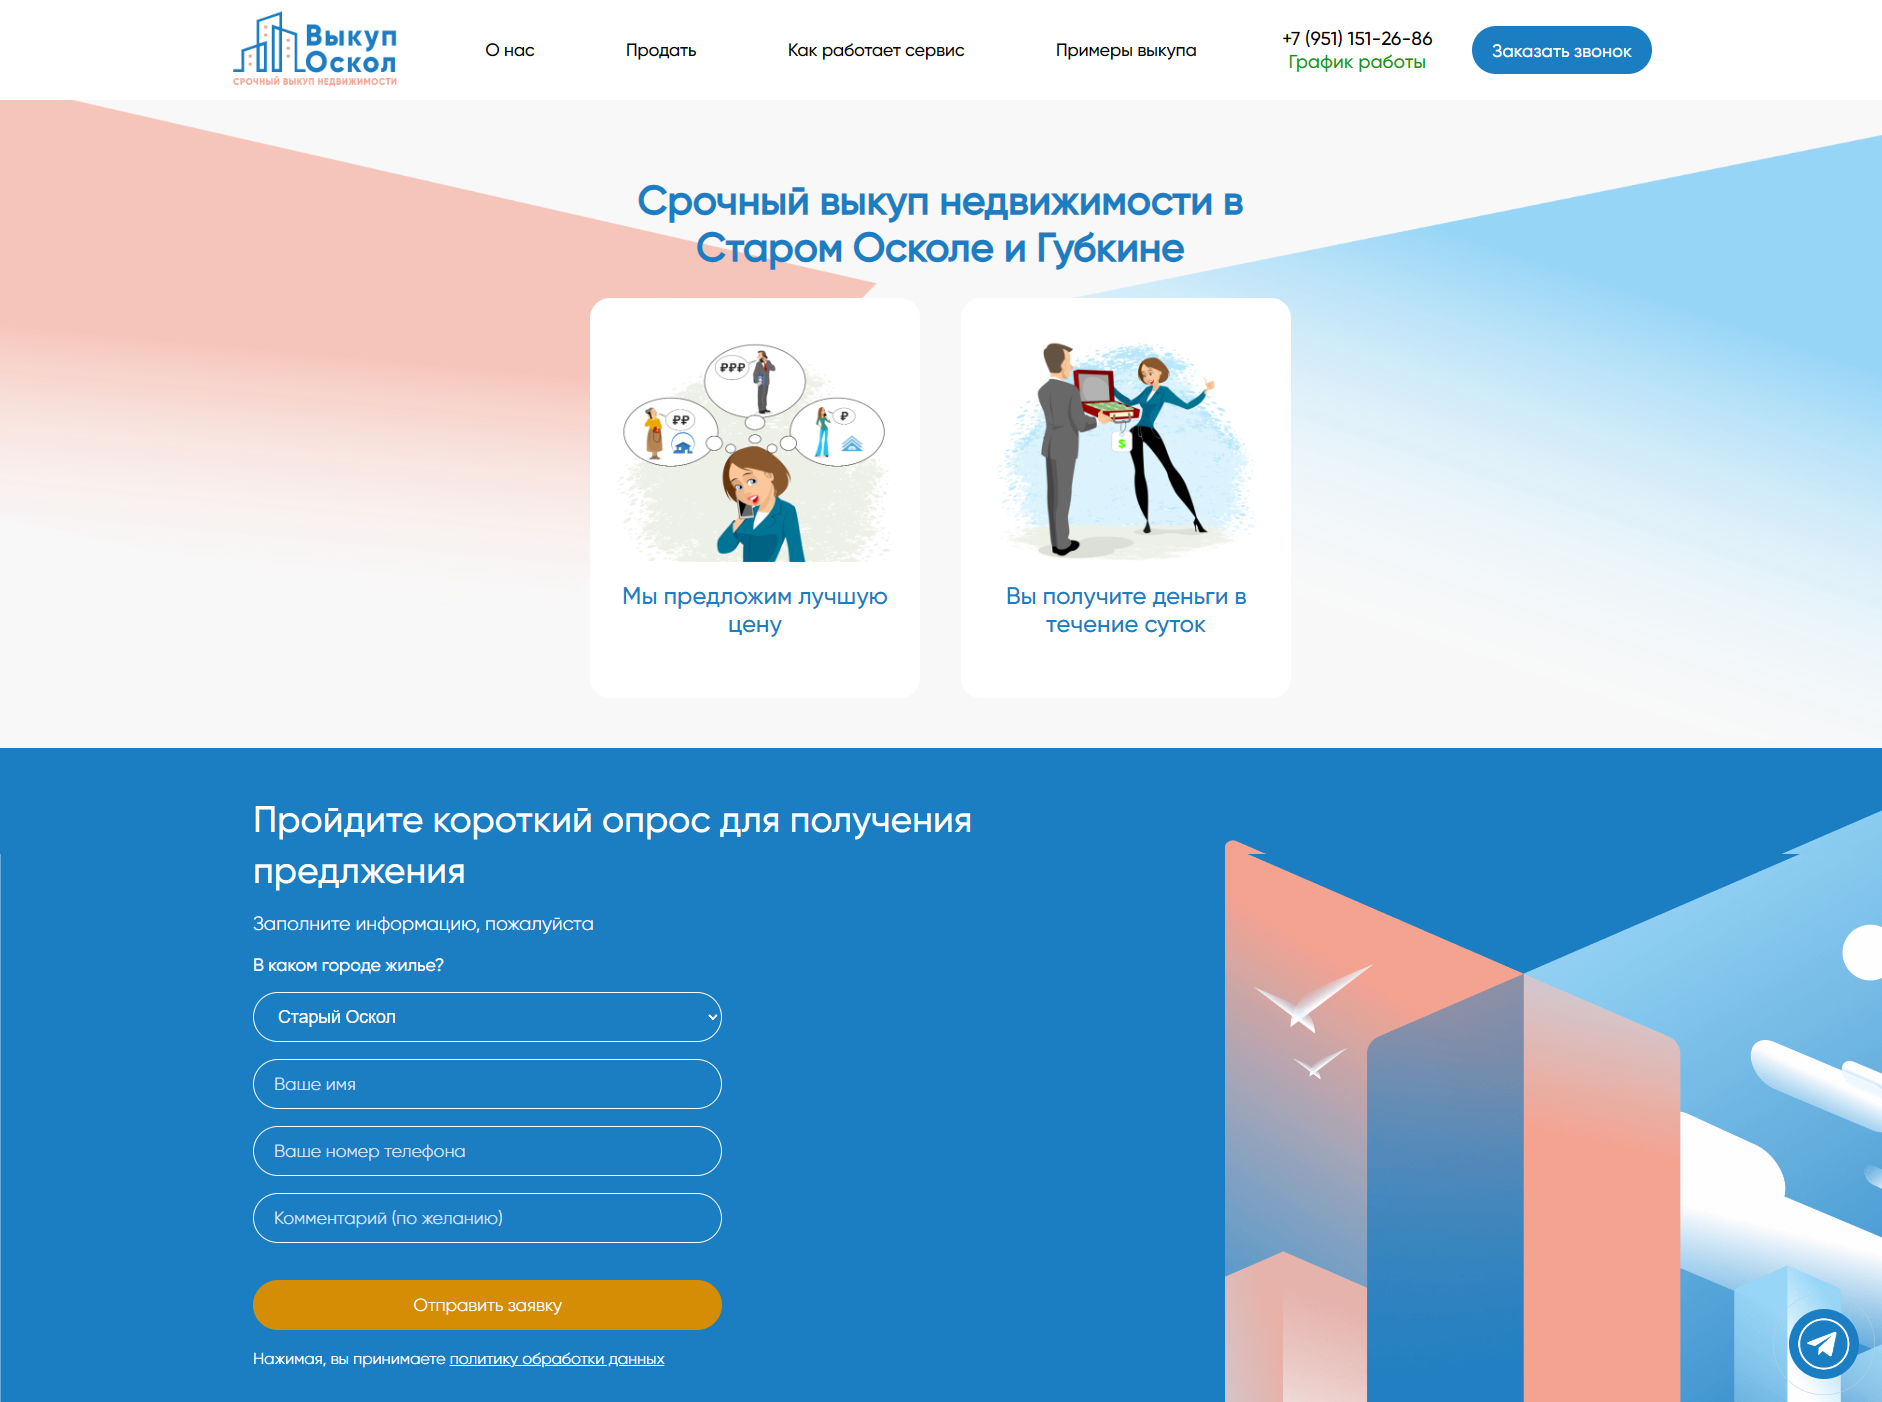 Выкуп
Оскол
СРОЧНЫЙ ВЫКУП НЕДВИЖИМОСТИ
О нас
Продать
Как работает сервис
Примеры выкупа
+7 (951) 151-26-86
График работы
Заказать звонок
Срочный выкуп недвижимости в
Старом Осколе и Губкине
₽₽₽
₽₽
₽
$
Мы предложим лучшую
цену
Вы получите деньги в
течение суток
Пройдите короткий опрос для получения
предлжения
Заполните информацию, пожалуйста
В каком городе жилье?
Старый Оскол
Ваше имя
Ваше номер телефона
Комментарий (по желанию)
Отправить заявку
Нажимая, вы принимаете политику обработки данных